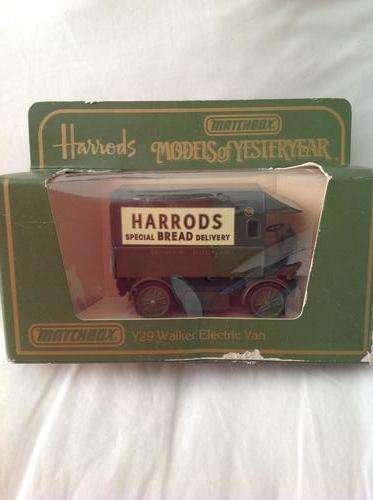 MATCHBOX
Harrods MODELS of YESTERYEAR
HARRODS
SPECIAL BREAD DELIVERY
MATCHBOX Y29 Walker Electric Van